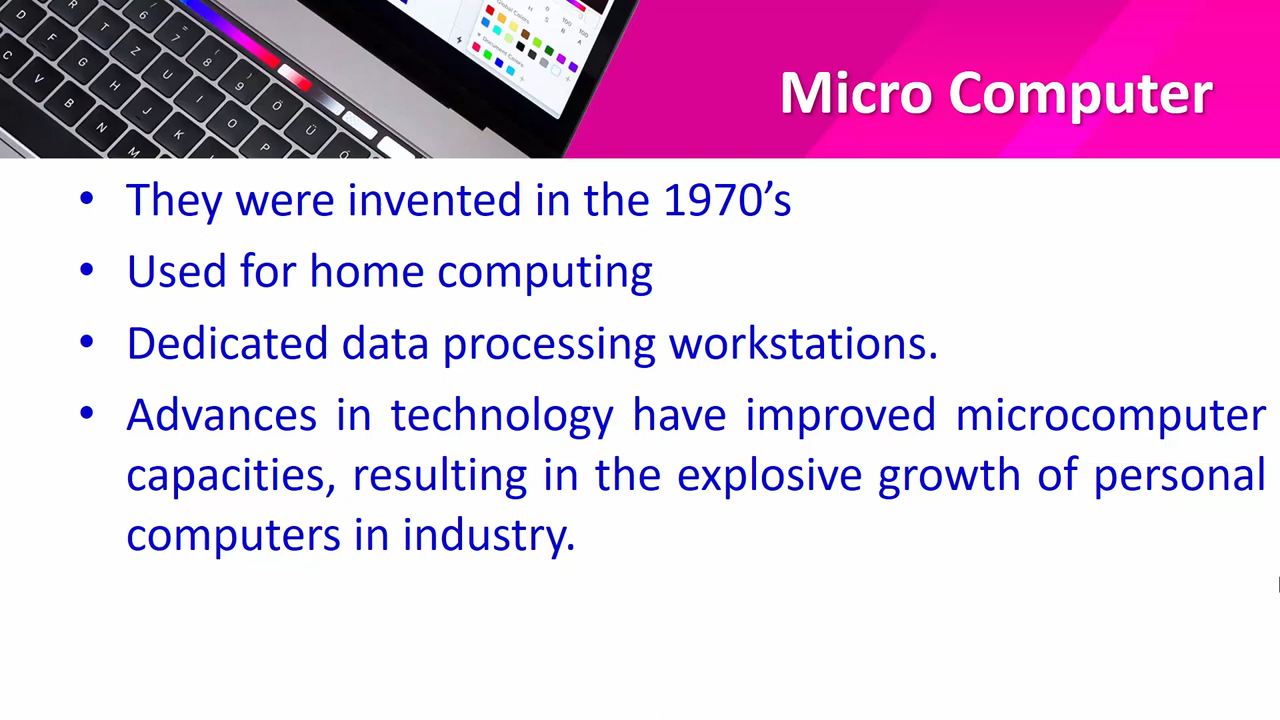 Micro Computer
• They were invented in the 1970’s
• Used for home computing
• Dedicated data processing workstations.
• Advances in technology have improved microcomputer
capacities, resulting in the explosive growth of personal
computers in industry.